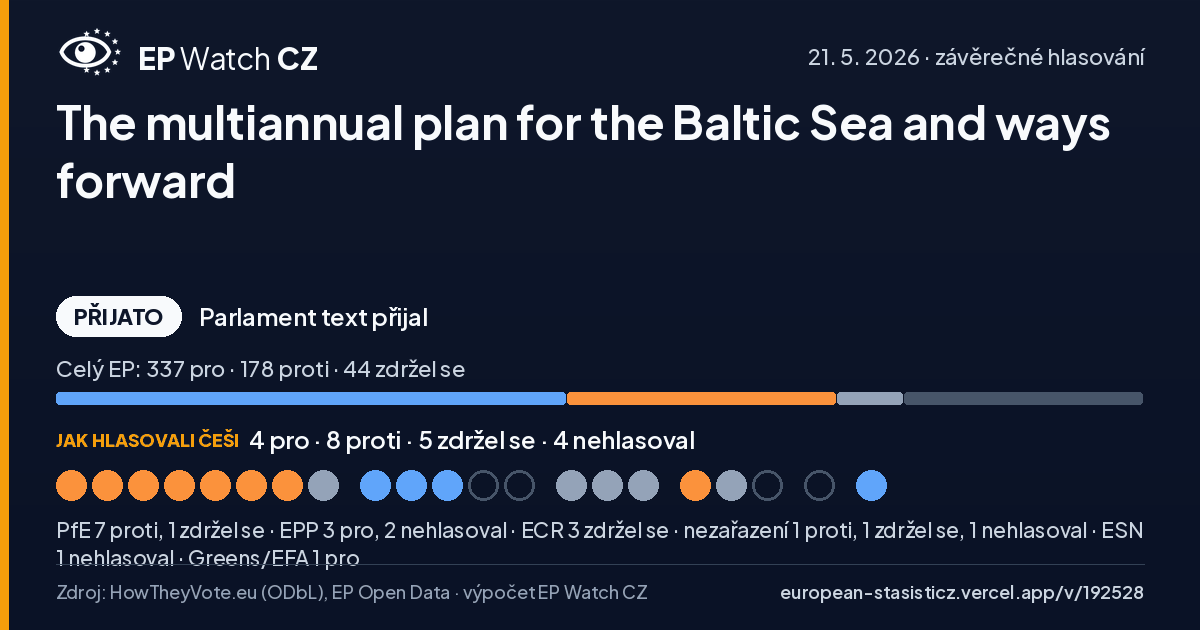 EP Watch CZ
21. 5. 2026 · závěrečné hlasování
The multiannual plan for the Baltic Sea and ways
forward
PŘIJATO Parlament text přijal
Celý EP: 337 pro · 178 proti · 44 zdržel se
JAK HLASOVALI ČEŠI 4 pro · 8 proti · 5 zdržel se · 4 nehlasoval
PfE 7 proti, 1 zdržel se · EPP 3 pro, 2 nehlasoval · ECR 3 zdržel se · nezařazení 1 proti, 1 zdržel se, 1 nehlasoval · ESN
1 nehlasoval · Greens/EFA 1 pro
Zdroj: HowTheyVote.eu (ODbL), EP Open Data · výpočet EP Watch CZ
european-stasisticz.vercel.app/v/192528